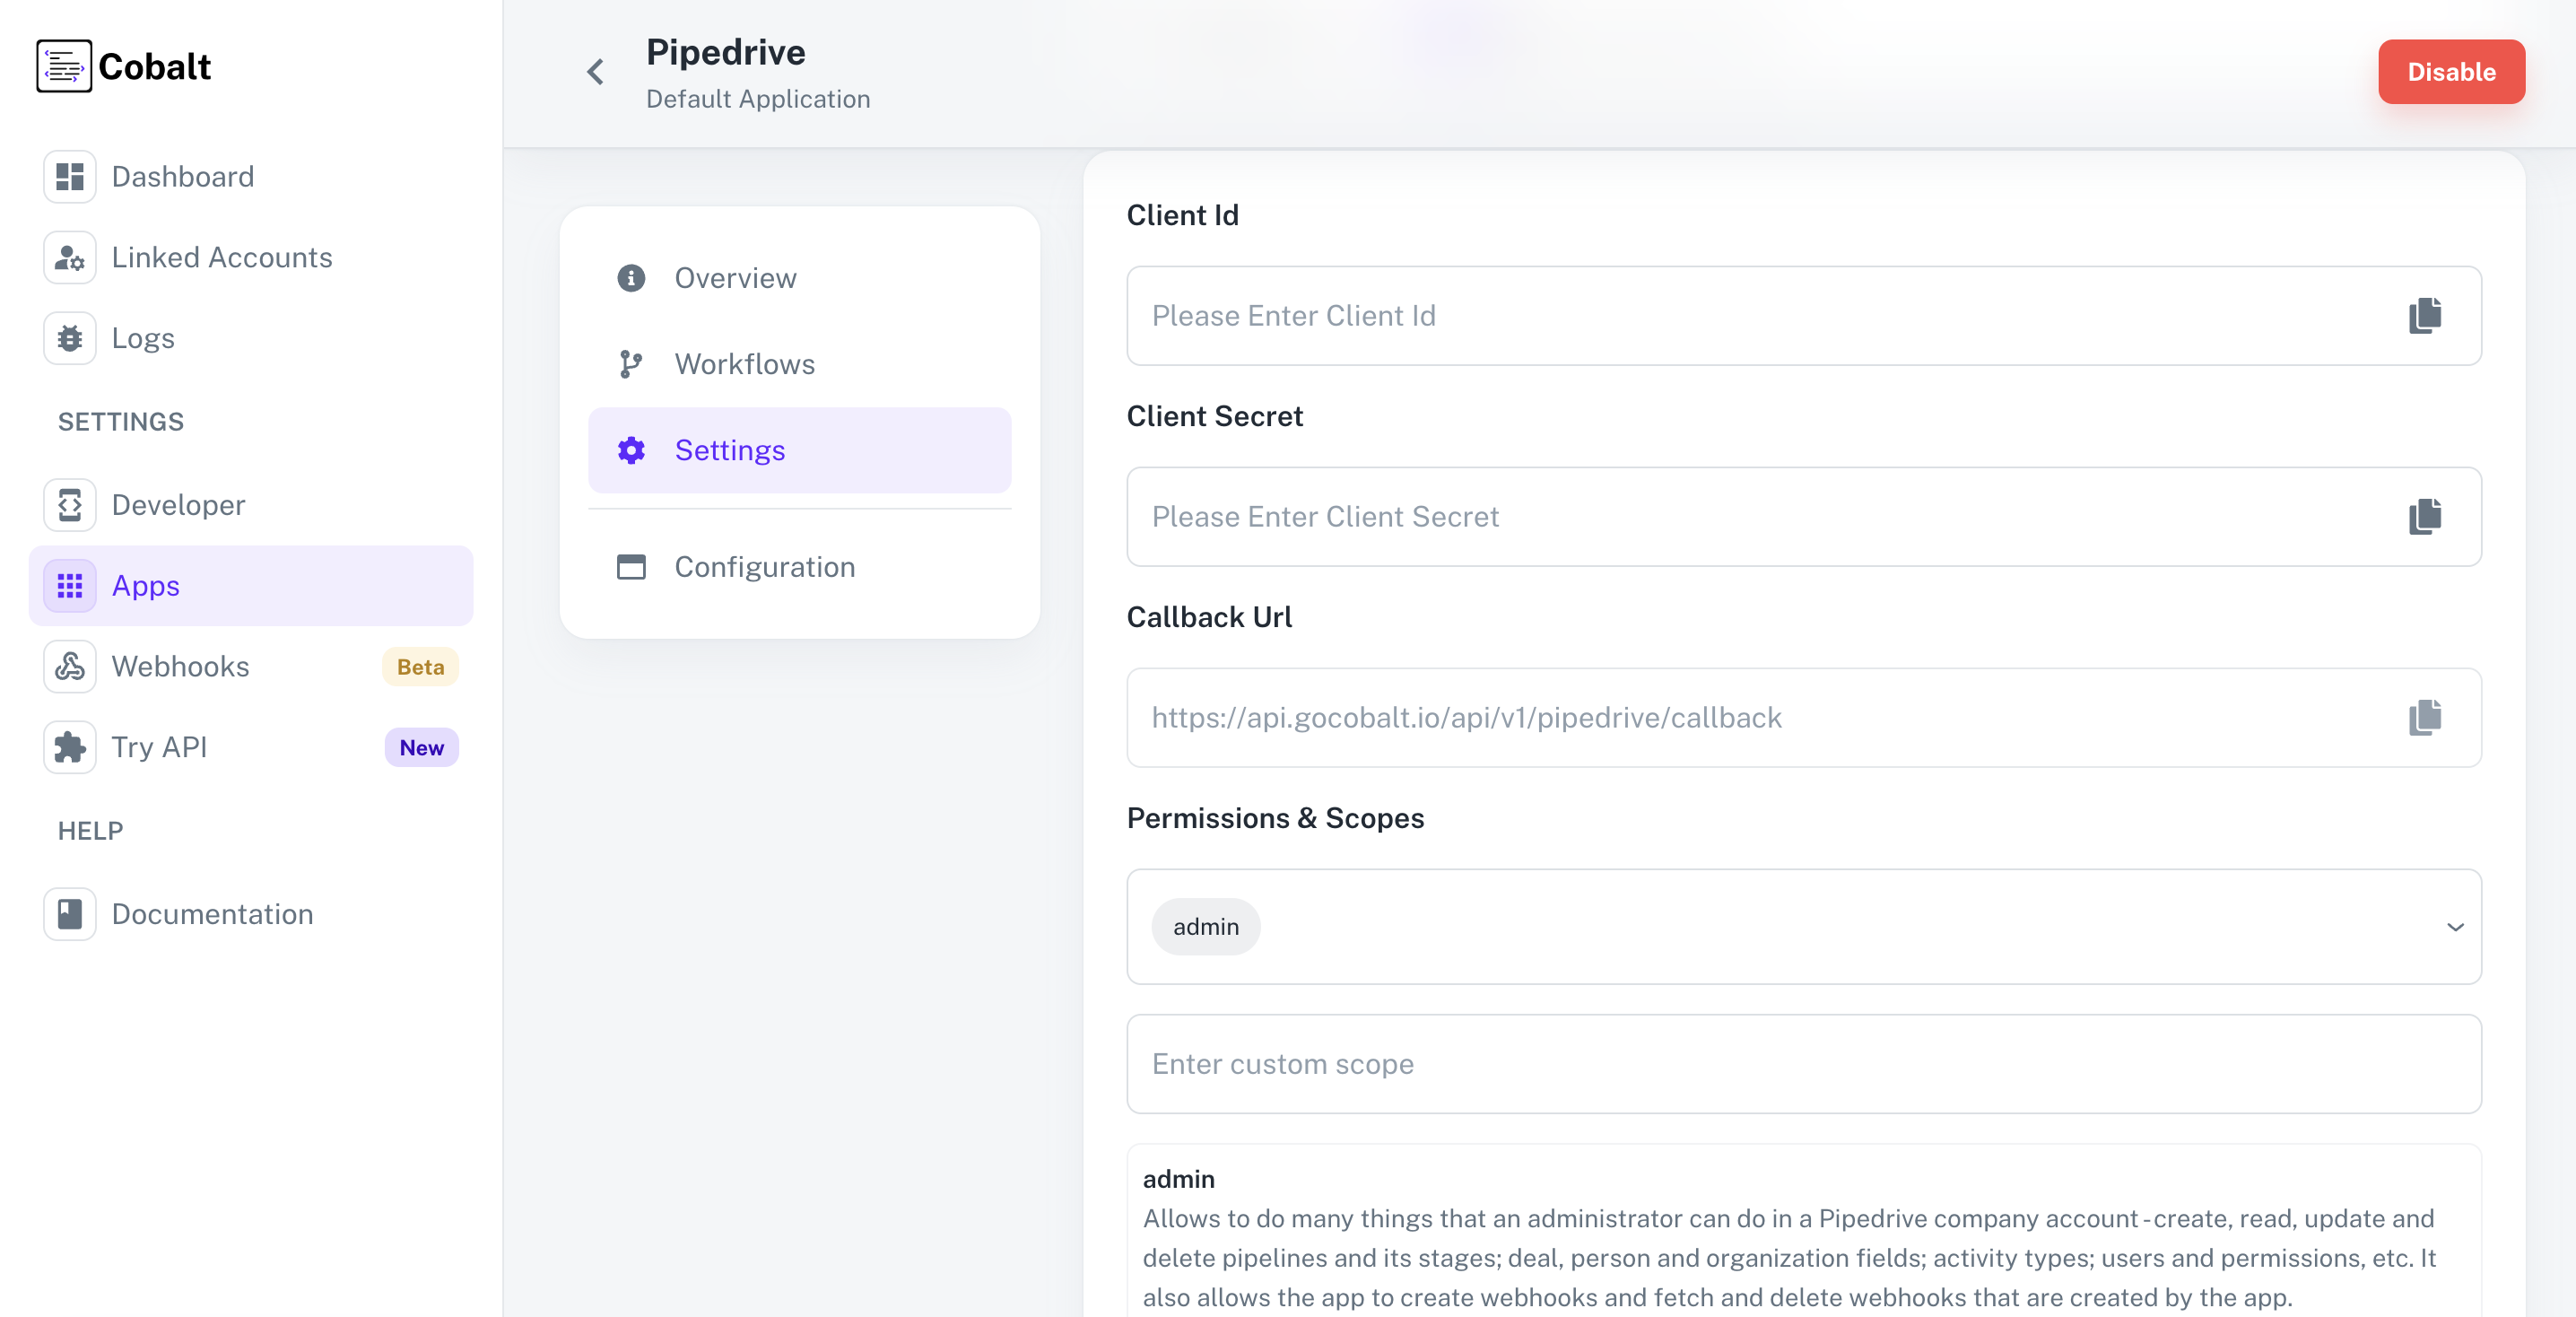 Cobalt
Dashboard
Linked Accounts
Logs
SETTINGS
Developer
Apps
Webhooks
Beta
Try API
New
HELP
Documentation
Pipedrive
Default Application
Disable
Overview
Workflows
Settings
Configuration
Client Id
Please Enter Client Id
Client Secret
Please Enter Client Secret
Callback Url
https://api.gocobalt.io/api/v1/pipedrive/callback
Permissions & Scopes
admin
Enter custom scope
admin
Allows to do many things that an administrator can do in a Pipedrive company account - create, read, update and
delete pipelines and its stages; deal, person and organization fields; activity types; users and permissions, etc. It
also allows the app to create webhooks and fetch and delete webhooks that are created by the app.